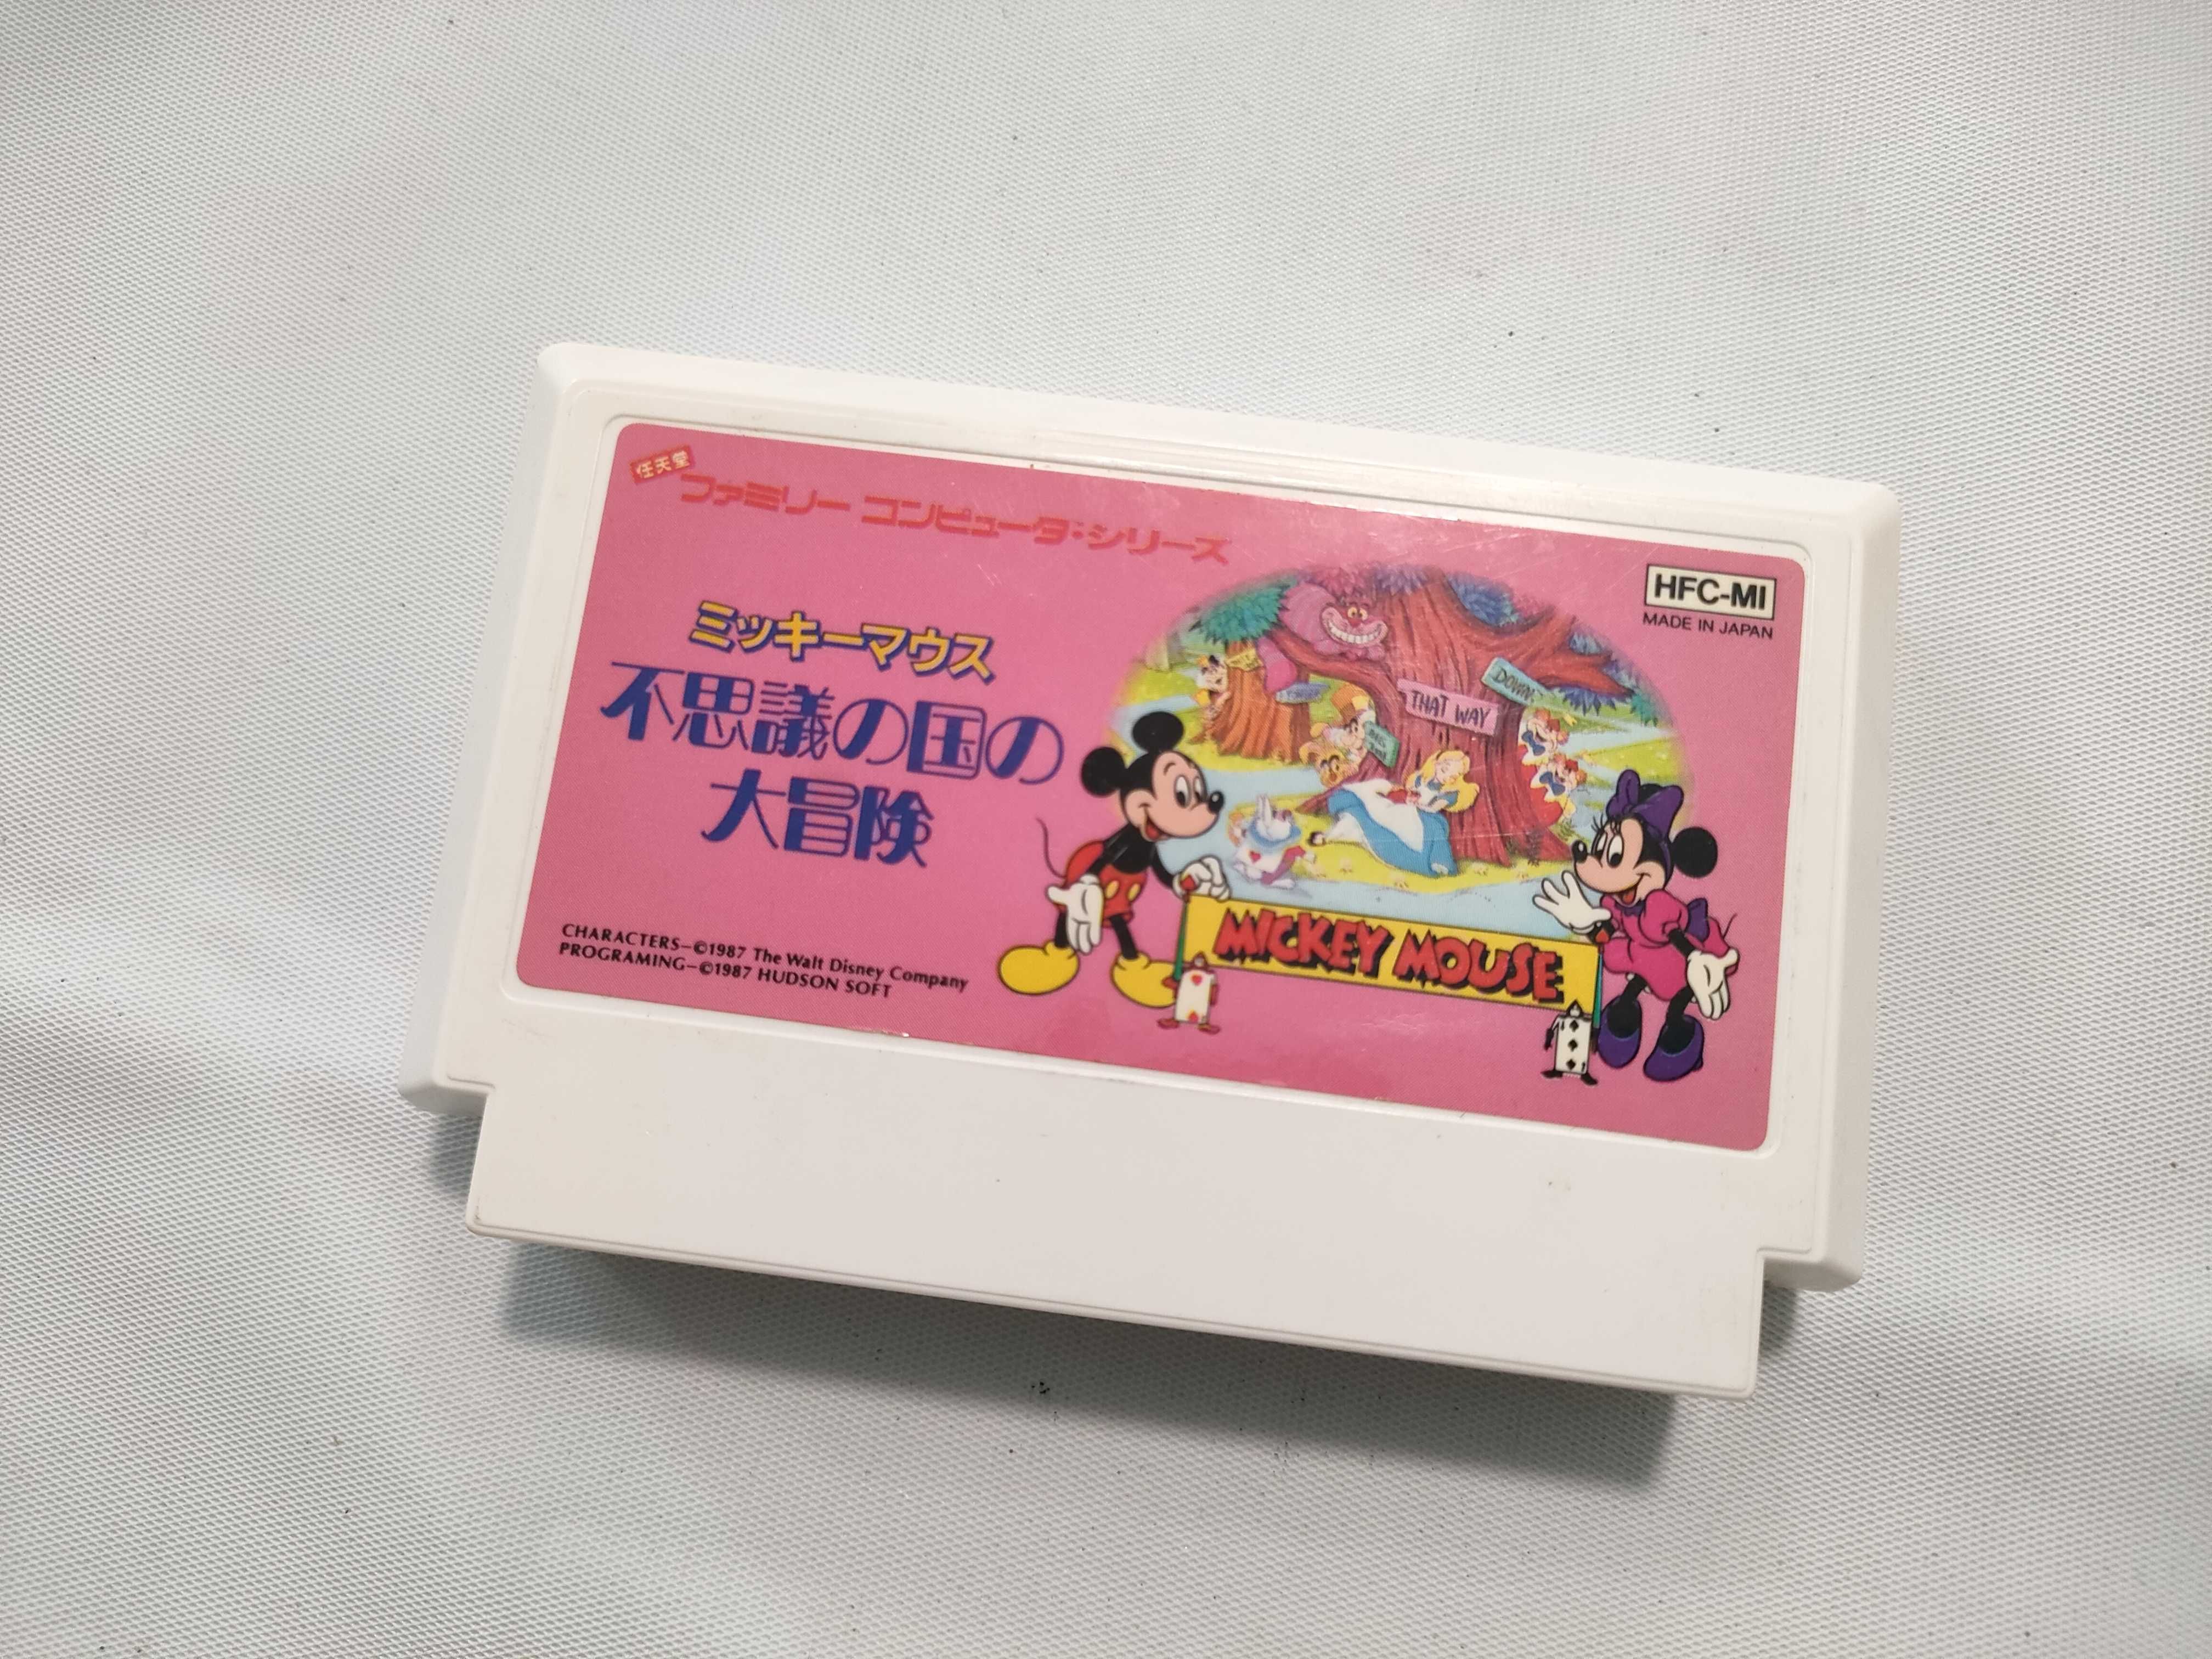 任天堂
ファミリー コンピュータ・シリーズ
HFC-MI
MADE IN JAPAN
ミッキーマウス
不思議の国の
大冒険
DOWN
THAT WAY
MICKEY MOUSE
CHARACTERS–©1987 The Walt Disney Company
PROGRAMING–©1987 HUDSON SOFT